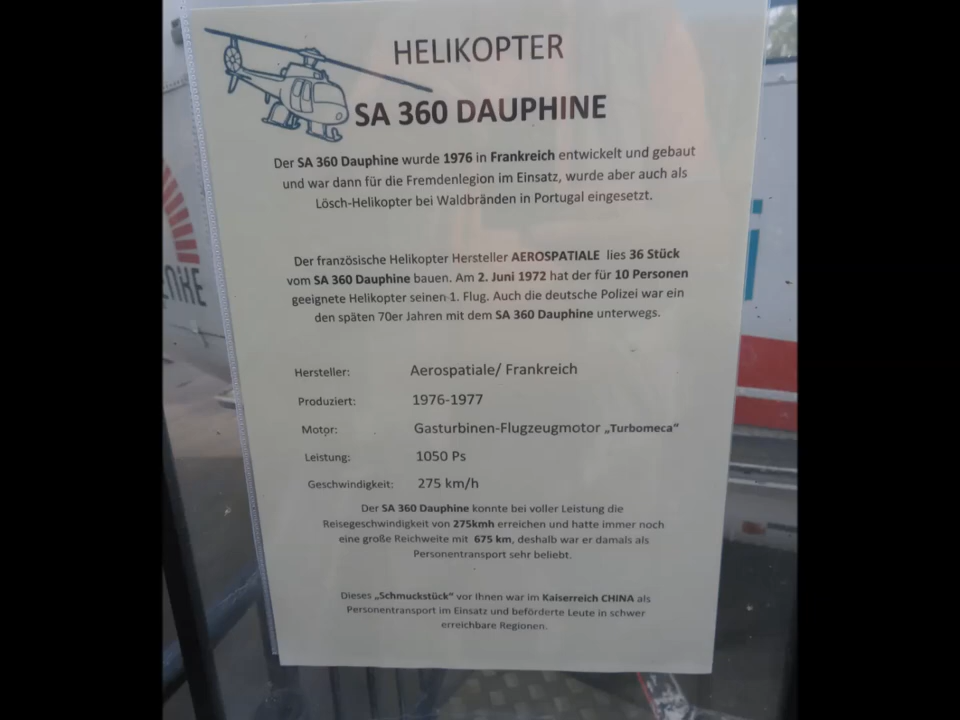 HELIKOPTER
SA 360 DAUPHINE
Der SA 360 Dauphine wurde 1976 in Frankreich entwickelt und gebaut
und war dann für die Fremdenlegion im Einsatz, wurde aber auch als
Lösch-Helikopter bei Waldbränden in Portugal eingesetzt.
Der französische Helikopter Hersteller AEROSPATIALE lies 36 Stück
vom SA 360 Dauphine bauen. Am 2. Juni 1972 hat der für 10 Personen
geeignete Helikopter seinen 1. Flug. Auch die deutsche Polizei war ein
den späten 70er Jahren mit dem SA 360 Dauphine unterwegs.
Hersteller: Aerospatiale/ Frankreich
Produziert: 1976-1977
Motor: Gasturbinen-Flugzeugmotor „Turbomeca“
Leistung: 1050 Ps
Geschwindigkeit: 275 km/h
Der SA 360 Dauphine konnte bei voller Leistung die
Reisegeschwindigkeit von 275kmh erreichen und hatte immer noch
eine große Reichweite mit 675 km, deshalb war er damals als
Personentransport sehr beliebt.
Dieses „Schmuckstück“ vor Ihnen war im Kaiserreich CHINA als
Personentransport im Einsatz und beförderte Leute in schwer
erreichbare Regionen.